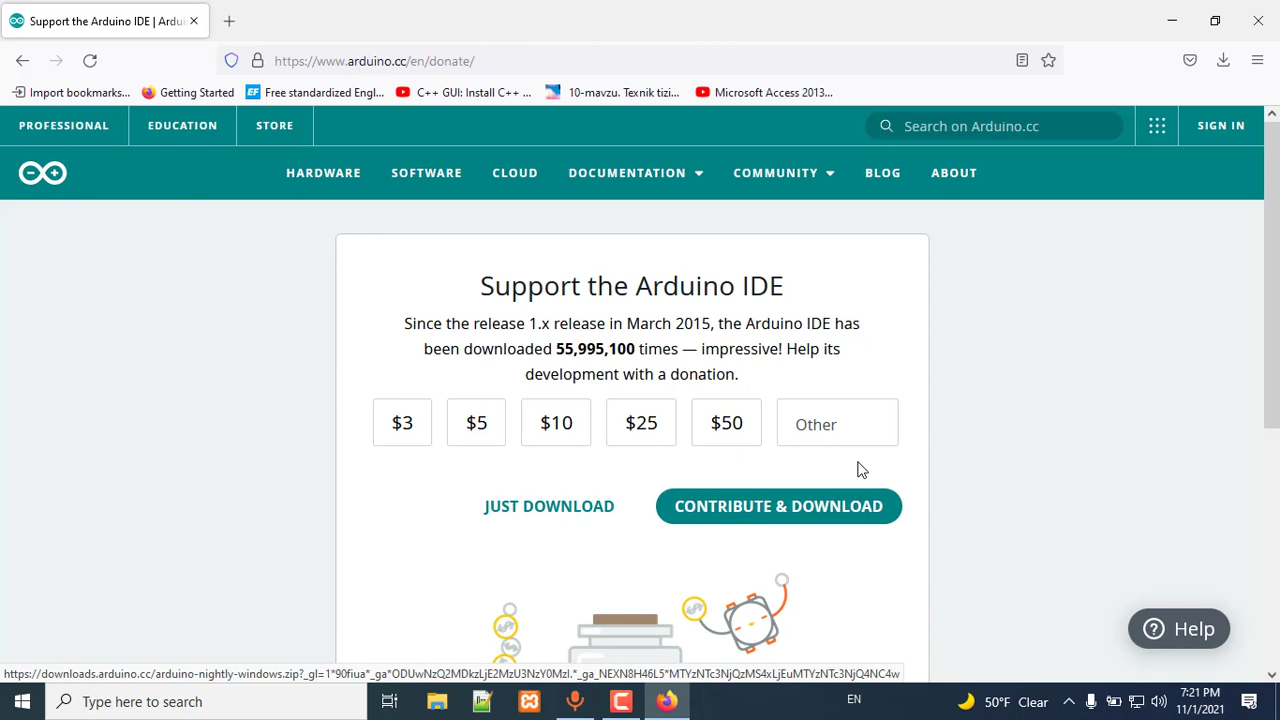 Support the Arduino IDE | Ardu
https://www.arduino.cc/en/donate/
Import bookmarks...
Getting Started
EF Free standardized Engl...
C++ GUI: Install C++ ...
10-mavzu. Texnik tizi...
Microsoft Access 2013...
PROFESSIONAL
EDUCATION
STORE
Search on Arduino.cc
SIGN IN
HARDWARE
SOFTWARE
CLOUD
DOCUMENTATION
COMMUNITY
BLOG
ABOUT
Support the Arduino IDE
Since the release 1.x release in March 2015, the Arduino IDE has
been downloaded 55,995,100 times — impressive! Help its
development with a donation.
$3
$5
$10
$25
$50
Other
JUST DOWNLOAD
CONTRIBUTE & DOWNLOAD
Help
https://downloads.arduino.cc/arduino-nightly-windows.zip?_gl=1*90fiua*_ga*ODUwNzQ2MDkzLjE2MzU3NzY0MzI.*_ga_NEXN8H46L5*MTYzNTc3NjQzMS4xLjEuMTYzNTc3NjQ4NC4w
Type here to search
EN
50°F Clear
7:21 PM
11/1/2021